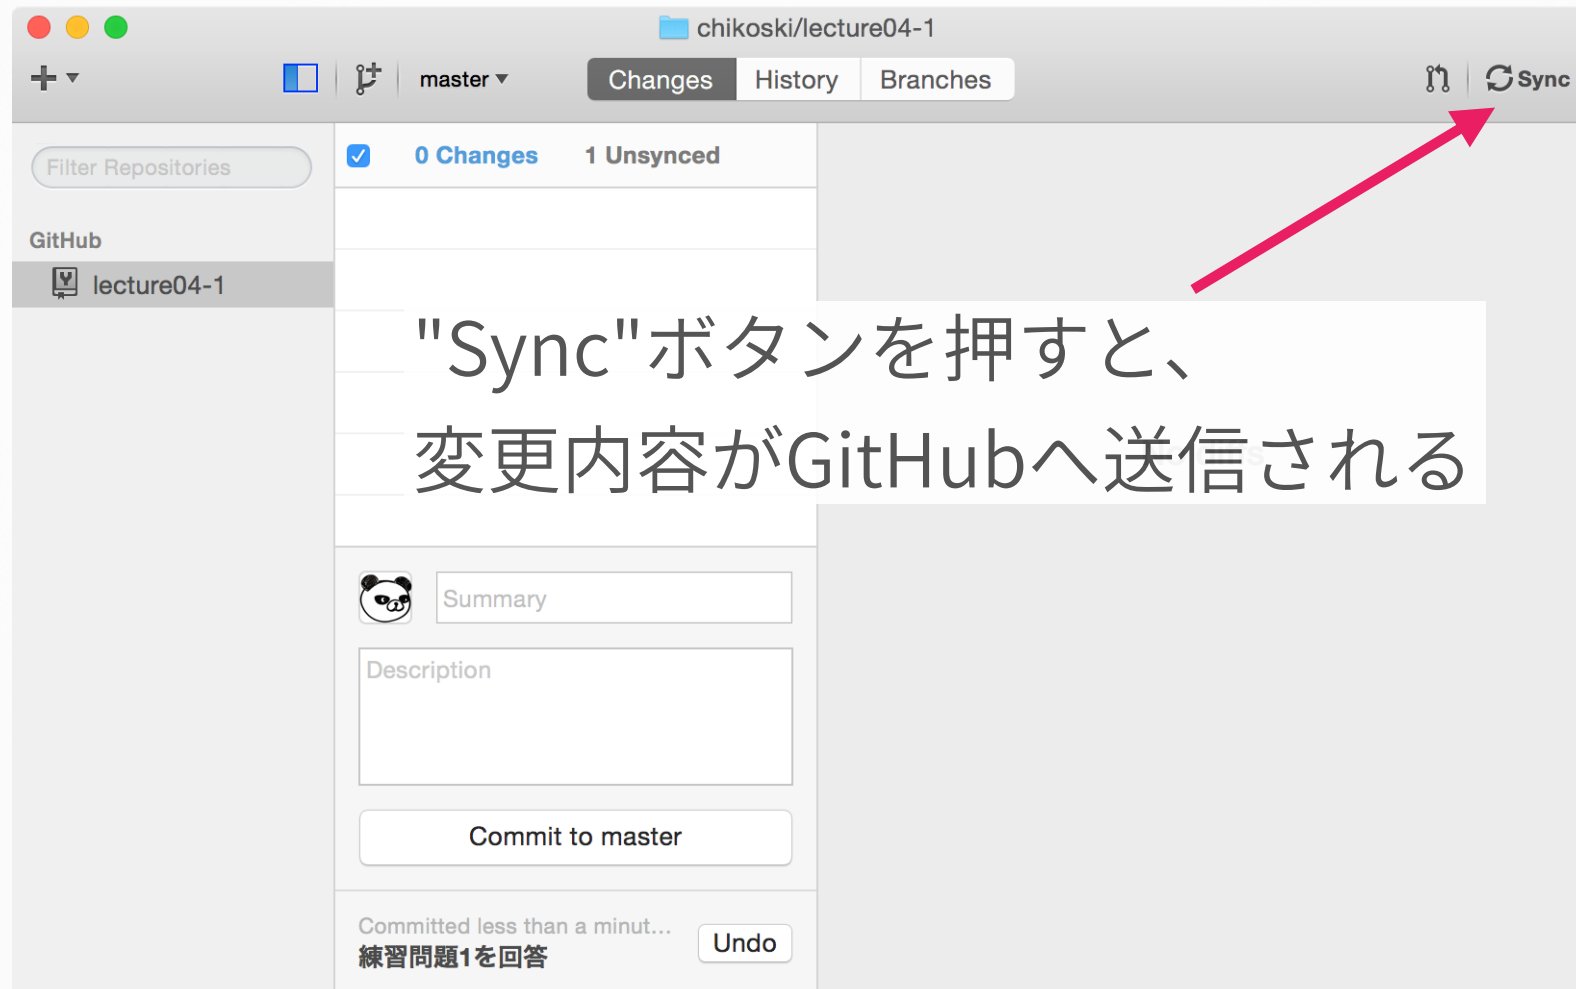 chikoski/lecture04-1
master
Changes
History
Branches
Sync
Filter Repositories
0 Changes
1 Unsynced
GitHub
lecture04-1
"Sync"ボタンを押すと、
変更内容がGitHubへ送信される
Summary
Description
Commit to master
Committed less than a minut…
練習問題1を回答
Undo